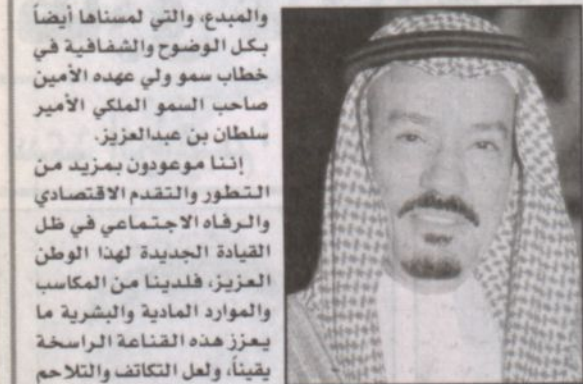 والمبدع، والتي لمسناها أيضاً
بكل الوضوح والشفافية في
خطاب سمو ولي عهده الأمين
صاحب السمو الملكي الأمير
سلطان بن عبدالعزيز.
إننا موعودون بمزيد من
التطور والتقدم الاقتصادي
والرفاه الاجتماعي في ظل
القيادة الجديدة لهذا الوطن
العزيز، فلدينا من المكاسب
والموارد المادية والبشرية ما
يعزز هذه القناعة الراسخة
يقيناً، ولعل التكاتف والتلاحم